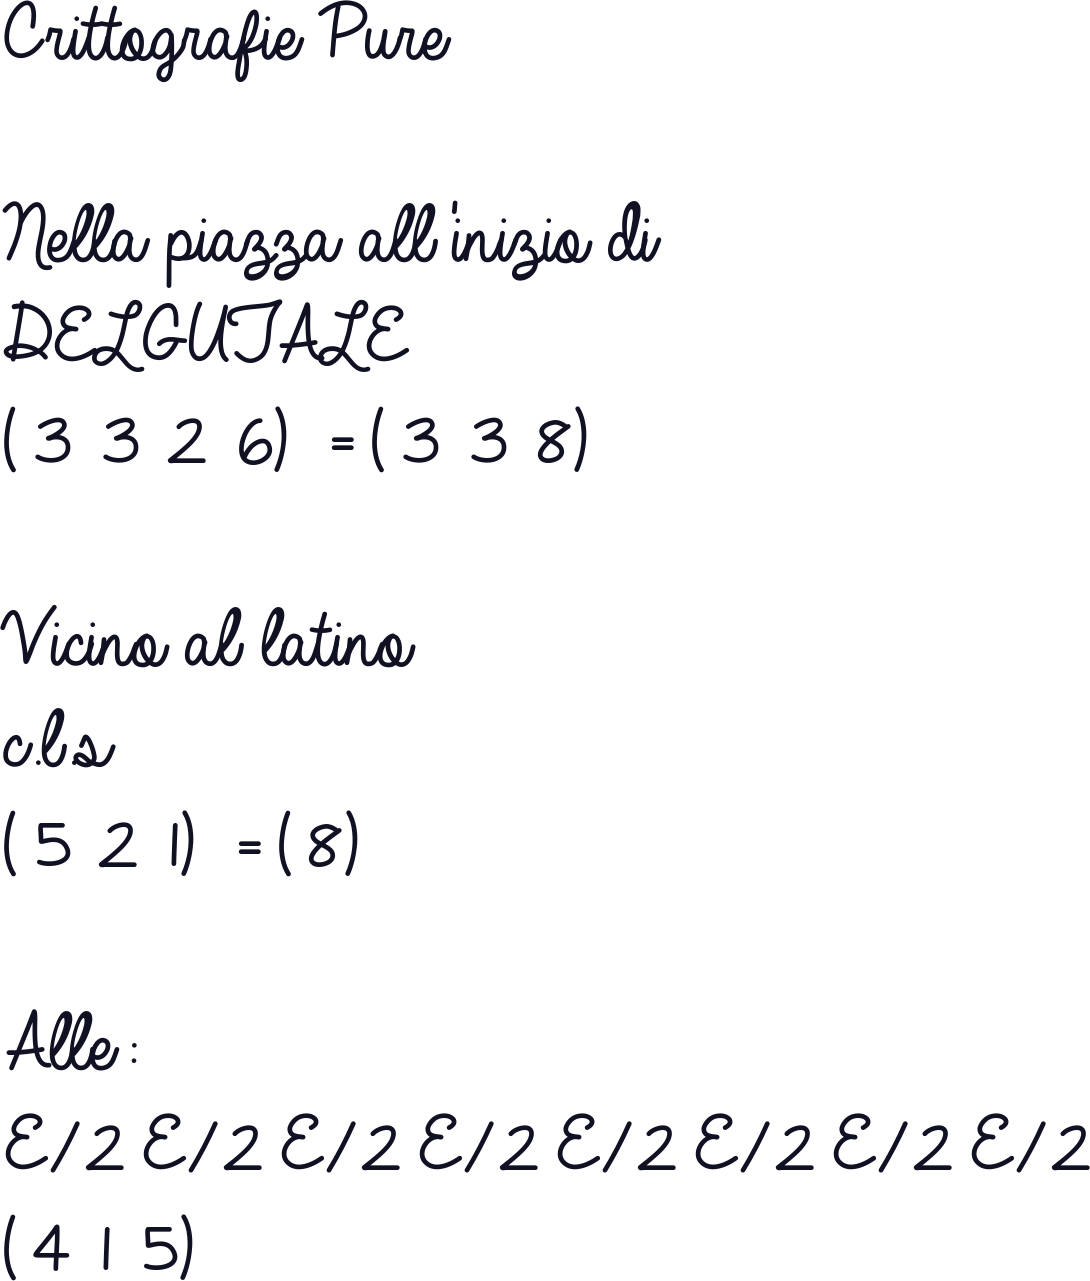 Crittografie Pure
Nella piazza all'inizio di
DELGUTALE
( 3 3 2 6) =( 3 3 8)
Vicino al latino
c.l.s
( 5 2 1) =( 8)
Alle :
E/2 E/2 E/2 E/2 E/2 E/2 E/2 E/2
( 4 1 5)